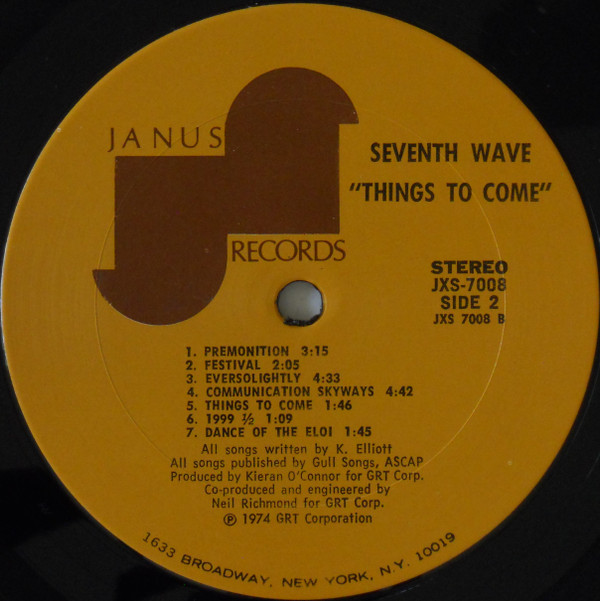 JANUS
RECORDS
SEVENTH WAVE
"THINGS TO COME"
STEREO
JXS-7008
SIDE 2
JXS 7008 B
1. PREMONITION 3:15
2. FESTIVAL 2:05
3. EVERSOLIGHTLY 4:33
4. COMMUNICATION SKYWAYS 4:42
5. THINGS TO COME 1:46
6. 1999 ½ 1:09
7. DANCE OF THE ELOI 1:45
All songs written by K. Elliott
All songs published by Gull Songs, ASCAP
Produced by Kieran O'Connor for GRT Corp.
Co-produced and engineered by
Neil Richmond for GRT Corp.
℗ 1974 GRT Corporation
1633 BROADWAY, NEW YORK, N.Y. 10019